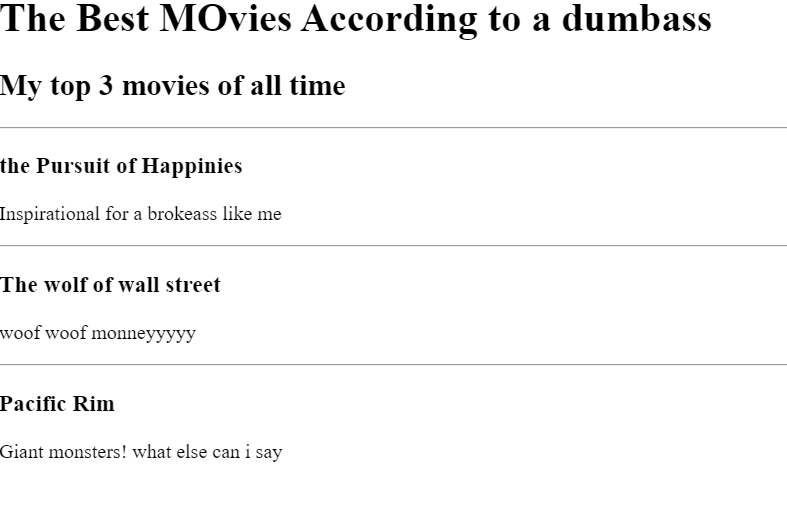 The Best MOvies According to a dumbass
My top 3 movies of all time
the Pursuit of Happinies
Inspirational for a brokeass like me
The wolf of wall street
woof woof monneyyyyy
Pacific Rim
Giant monsters! what else can i say